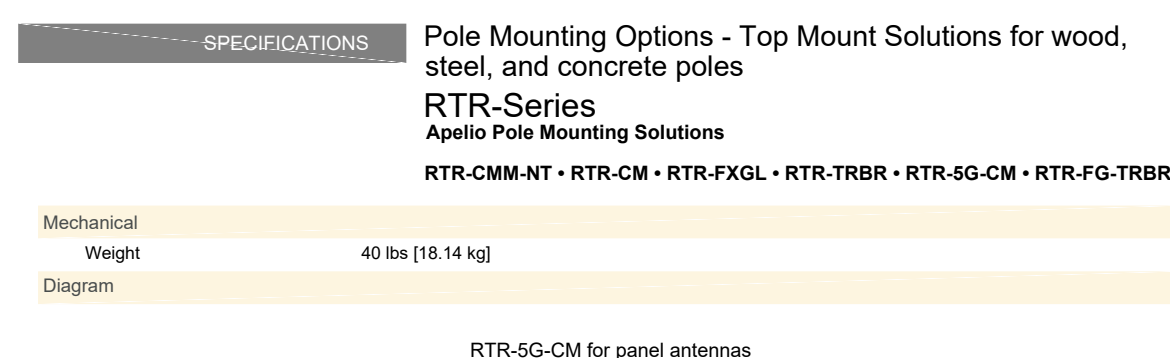 SPECIFICATIONS
Pole Mounting Options - Top Mount Solutions for wood,
steel, and concrete poles
RTR-Series
Apelio Pole Mounting Solutions
RTR-CMM-NT • RTR-CM • RTR-FXGL • RTR-TRBR • RTR-5G-CM • RTR-FG-TRBR
Mechanical
Weight 40 lbs [18.14 kg]
Diagram
RTR-5G-CM for panel antennas